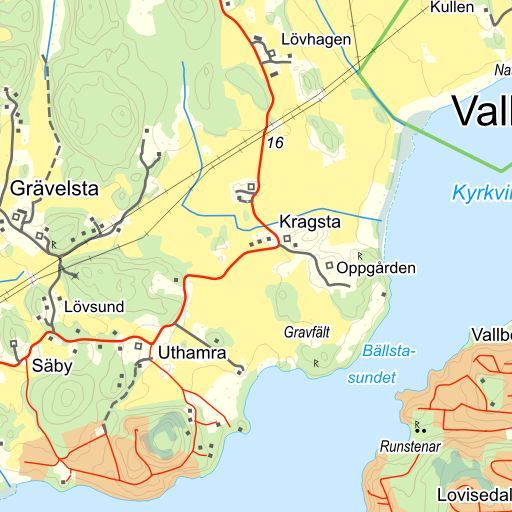 Kullen
Lövhagen
Na
Vall
16
Grävelsta
Kyrkvi
Kragsta
R
R
Oppgården
Lövsund
Gravfält
Vallb
Säby
Uthamra
R
Bällsta-
sundet
R
Runstenar
Lovisedal